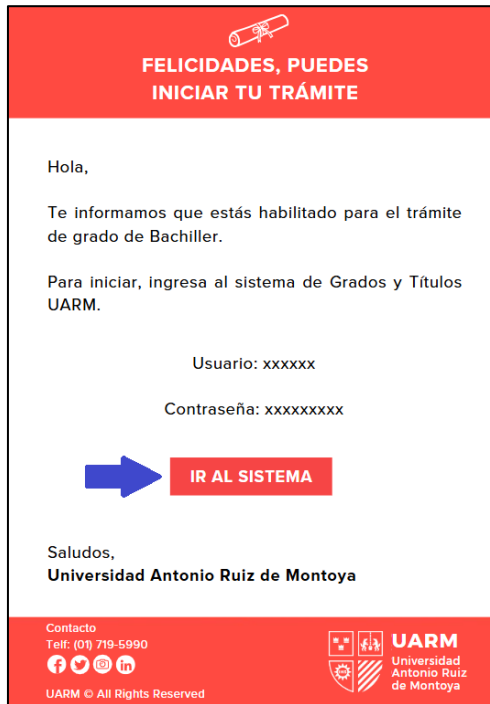 FELICIDADES, PUEDES
INICIAR TU TRÁMITE
Hola,
Te informamos que estás habilitado para el trámite
de grado de Bachiller.
Para iniciar, ingresa al sistema de Grados y Títulos
UARM.
Usuario: xxxxxx
Contraseña: xxxxxxxxx
IR AL SISTEMA
Saludos,
Universidad Antonio Ruiz de Montoya
Contacto
Telf: (01) 719-5990
UARM © All Rights Reserved
UARM
Universidad
Antonio Ruiz
de Montoya